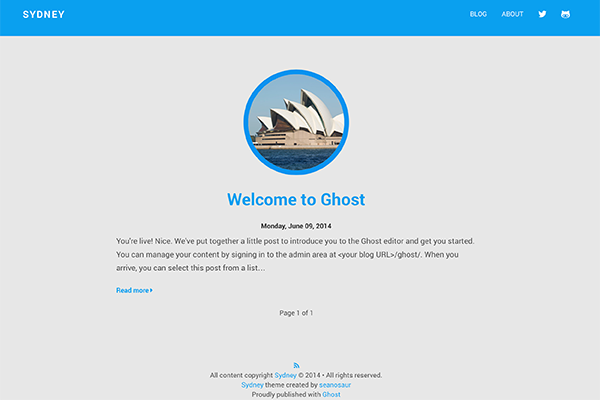 SYDNEY
BLOG ABOUT
Welcome to Ghost
Monday, June 09, 2014
You're live! Nice. We've put together a little post to introduce you to the Ghost editor and get you started.
You can manage your content by signing in to the admin area at <your blog URL>/ghost/. When you
arrive, you can select this post from a list…
Read more
Page 1 of 1
All content copyright Sydney © 2014 • All rights reserved.
Sydney theme created by seanosaur
Proudly published with Ghost